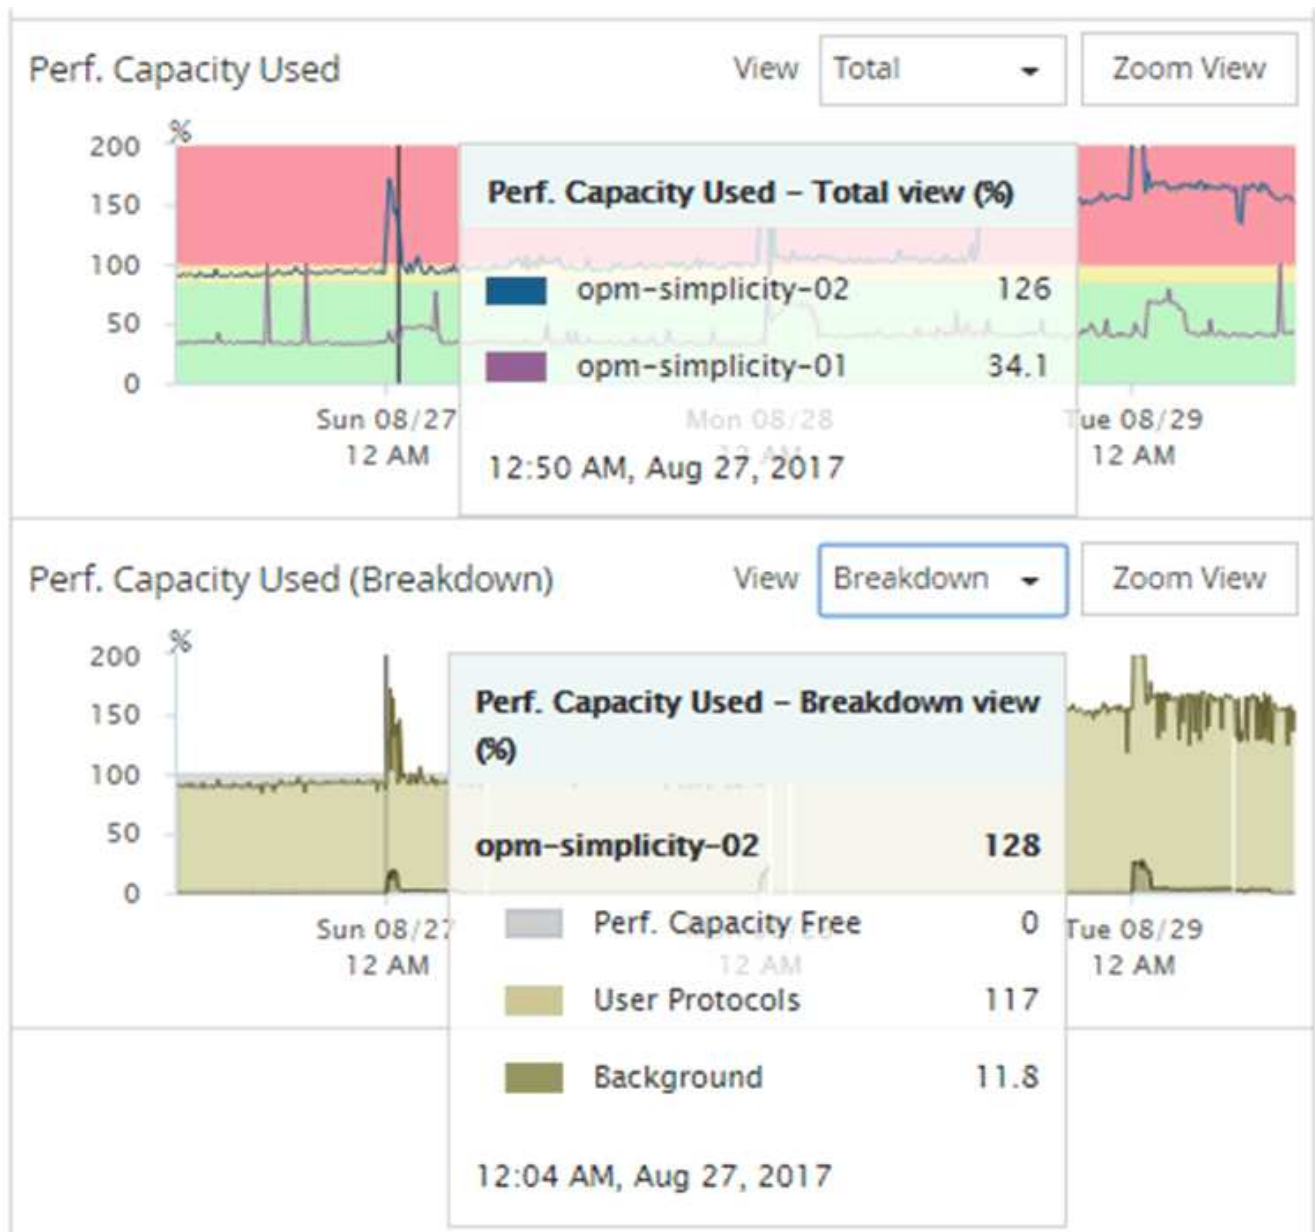 Perf. Capacity Used View Total Zoom View
%
200
150
100
50
0
Perf. Capacity Used – Total view (%)
opm-simplicity-02 126
opm-simplicity-01 34.1
12:50 AM, Aug 27, 2017
Sun 08/27
12 AM
Mon 08/28
12 AM
Tue 08/29
12 AM
Perf. Capacity Used (Breakdown) View Breakdown Zoom View
%
200
150
100
50
0
Perf. Capacity Used – Breakdown view
(%)
opm-simplicity-02 128
Perf. Capacity Free 0
User Protocols 117
Background 11.8
12:04 AM, Aug 27, 2017
Sun 08/27
12 AM
12 AM
Tue 08/29
12 AM